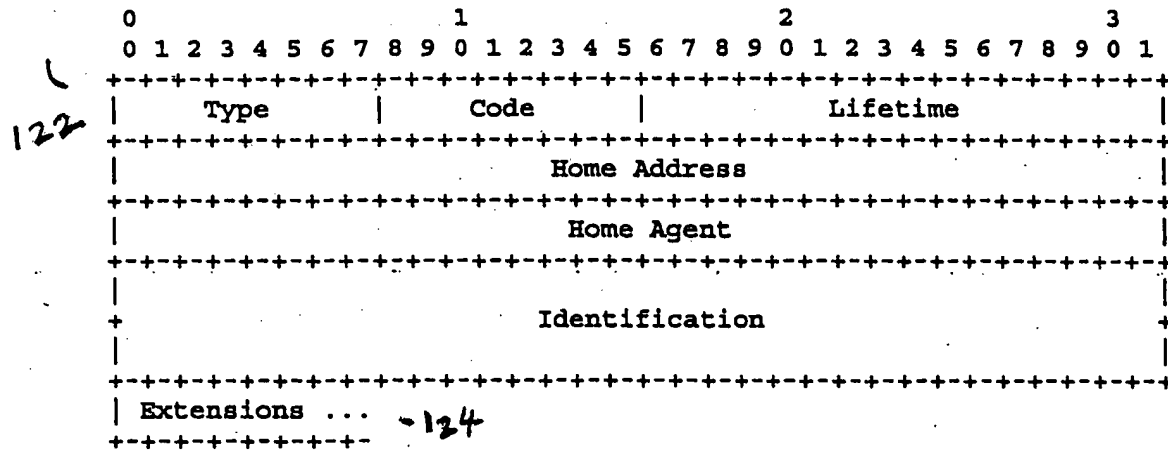 0                   1                   2                   3
0 1 2 3 4 5 6 7 8 9 0 1 2 3 4 5 6 7 8 9 0 1 2 3 4 5 6 7 8 9 0 1
+-+-+-+-+-+-+-+-+-+-+-+-+-+-+-+-+-+-+-+-+-+-+-+-+-+-+-+-+-+-+-+-+
122 | Type | Code | Lifetime |
+-+-+-+-+-+-+-+-+-+-+-+-+-+-+-+-+-+-+-+-+-+-+-+-+-+-+-+-+-+-+-+-+
| Home Address |
+-+-+-+-+-+-+-+-+-+-+-+-+-+-+-+-+-+-+-+-+-+-+-+-+-+-+-+-+-+-+-+-+
| Home Agent |
+-+-+-+-+-+-+-+-+-+-+-+-+-+-+-+-+-+-+-+-+-+-+-+-+-+-+-+-+-+-+-+-+
| |
+ Identification +
| |
+-+-+-+-+-+-+-+-+-+-+-+-+-+-+-+-+-+-+-+-+-+-+-+-+-+-+-+-+-+-+-+-+
| Extensions ... -124
+-+-+-+-+-+-+-+-